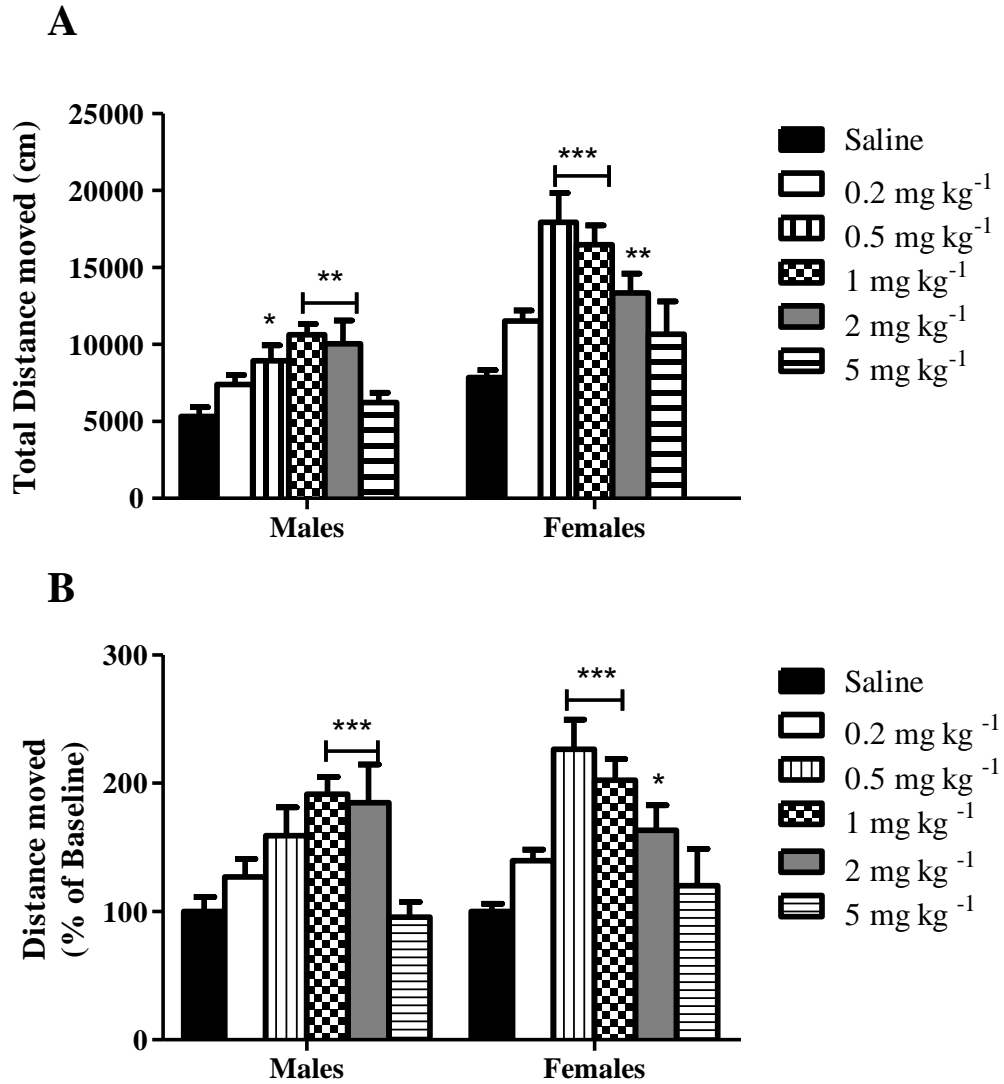 A
Total Distance moved (cm)
25000
20000
15000
10000
5000
0
*
**
***
**
Males
Females
Saline
0.2 mg kg⁻¹
0.5 mg kg⁻¹
1 mg kg⁻¹
2 mg kg⁻¹
5 mg kg⁻¹
B
Distance moved
(% of Baseline)
300
200
100
0
***
***
*
Males
Females
Saline
0.2 mg kg ⁻¹
0.5 mg kg ⁻¹
1 mg kg ⁻¹
2 mg kg ⁻¹
5 mg kg ⁻¹